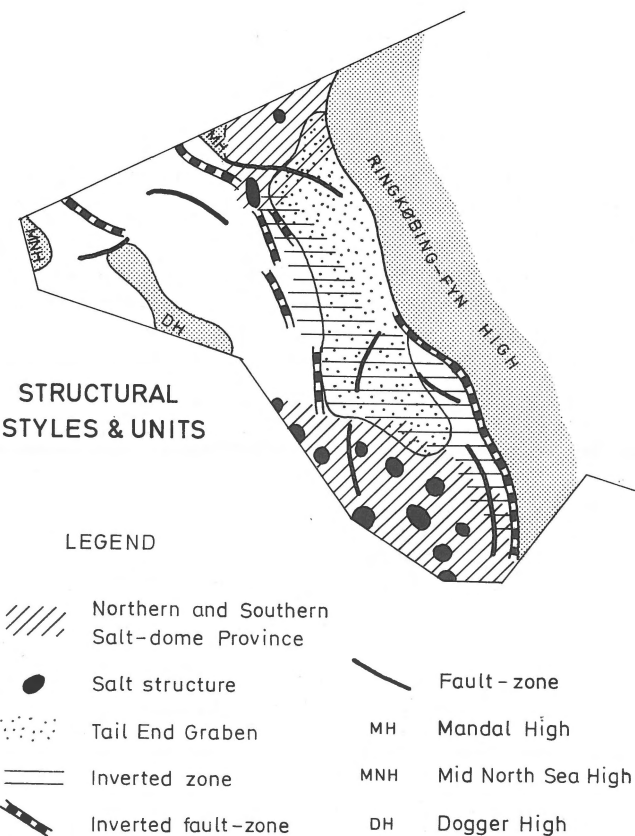 MH
RINGKØBING-FYN HIGH
MNH
DH
STRUCTURAL
STYLES & UNITS
LEGEND
Northern and Southern
Salt-dome Province
Salt structure
Tail End Graben
Inverted zone
Inverted fault-zone
Fault-zone
MH Mandal High
MNH Mid North Sea High
DH Dogger High